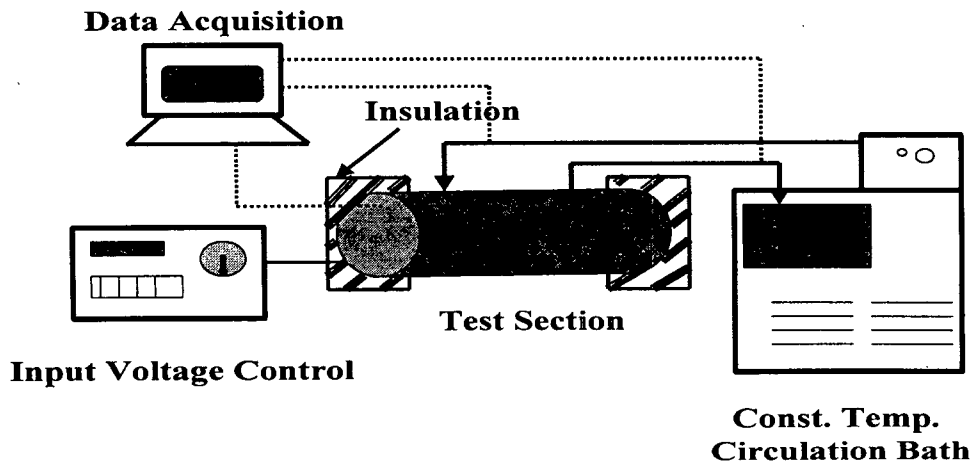 Data Acquisition
Insulation
Test Section
Input Voltage Control
Const. Temp.
Circulation Bath